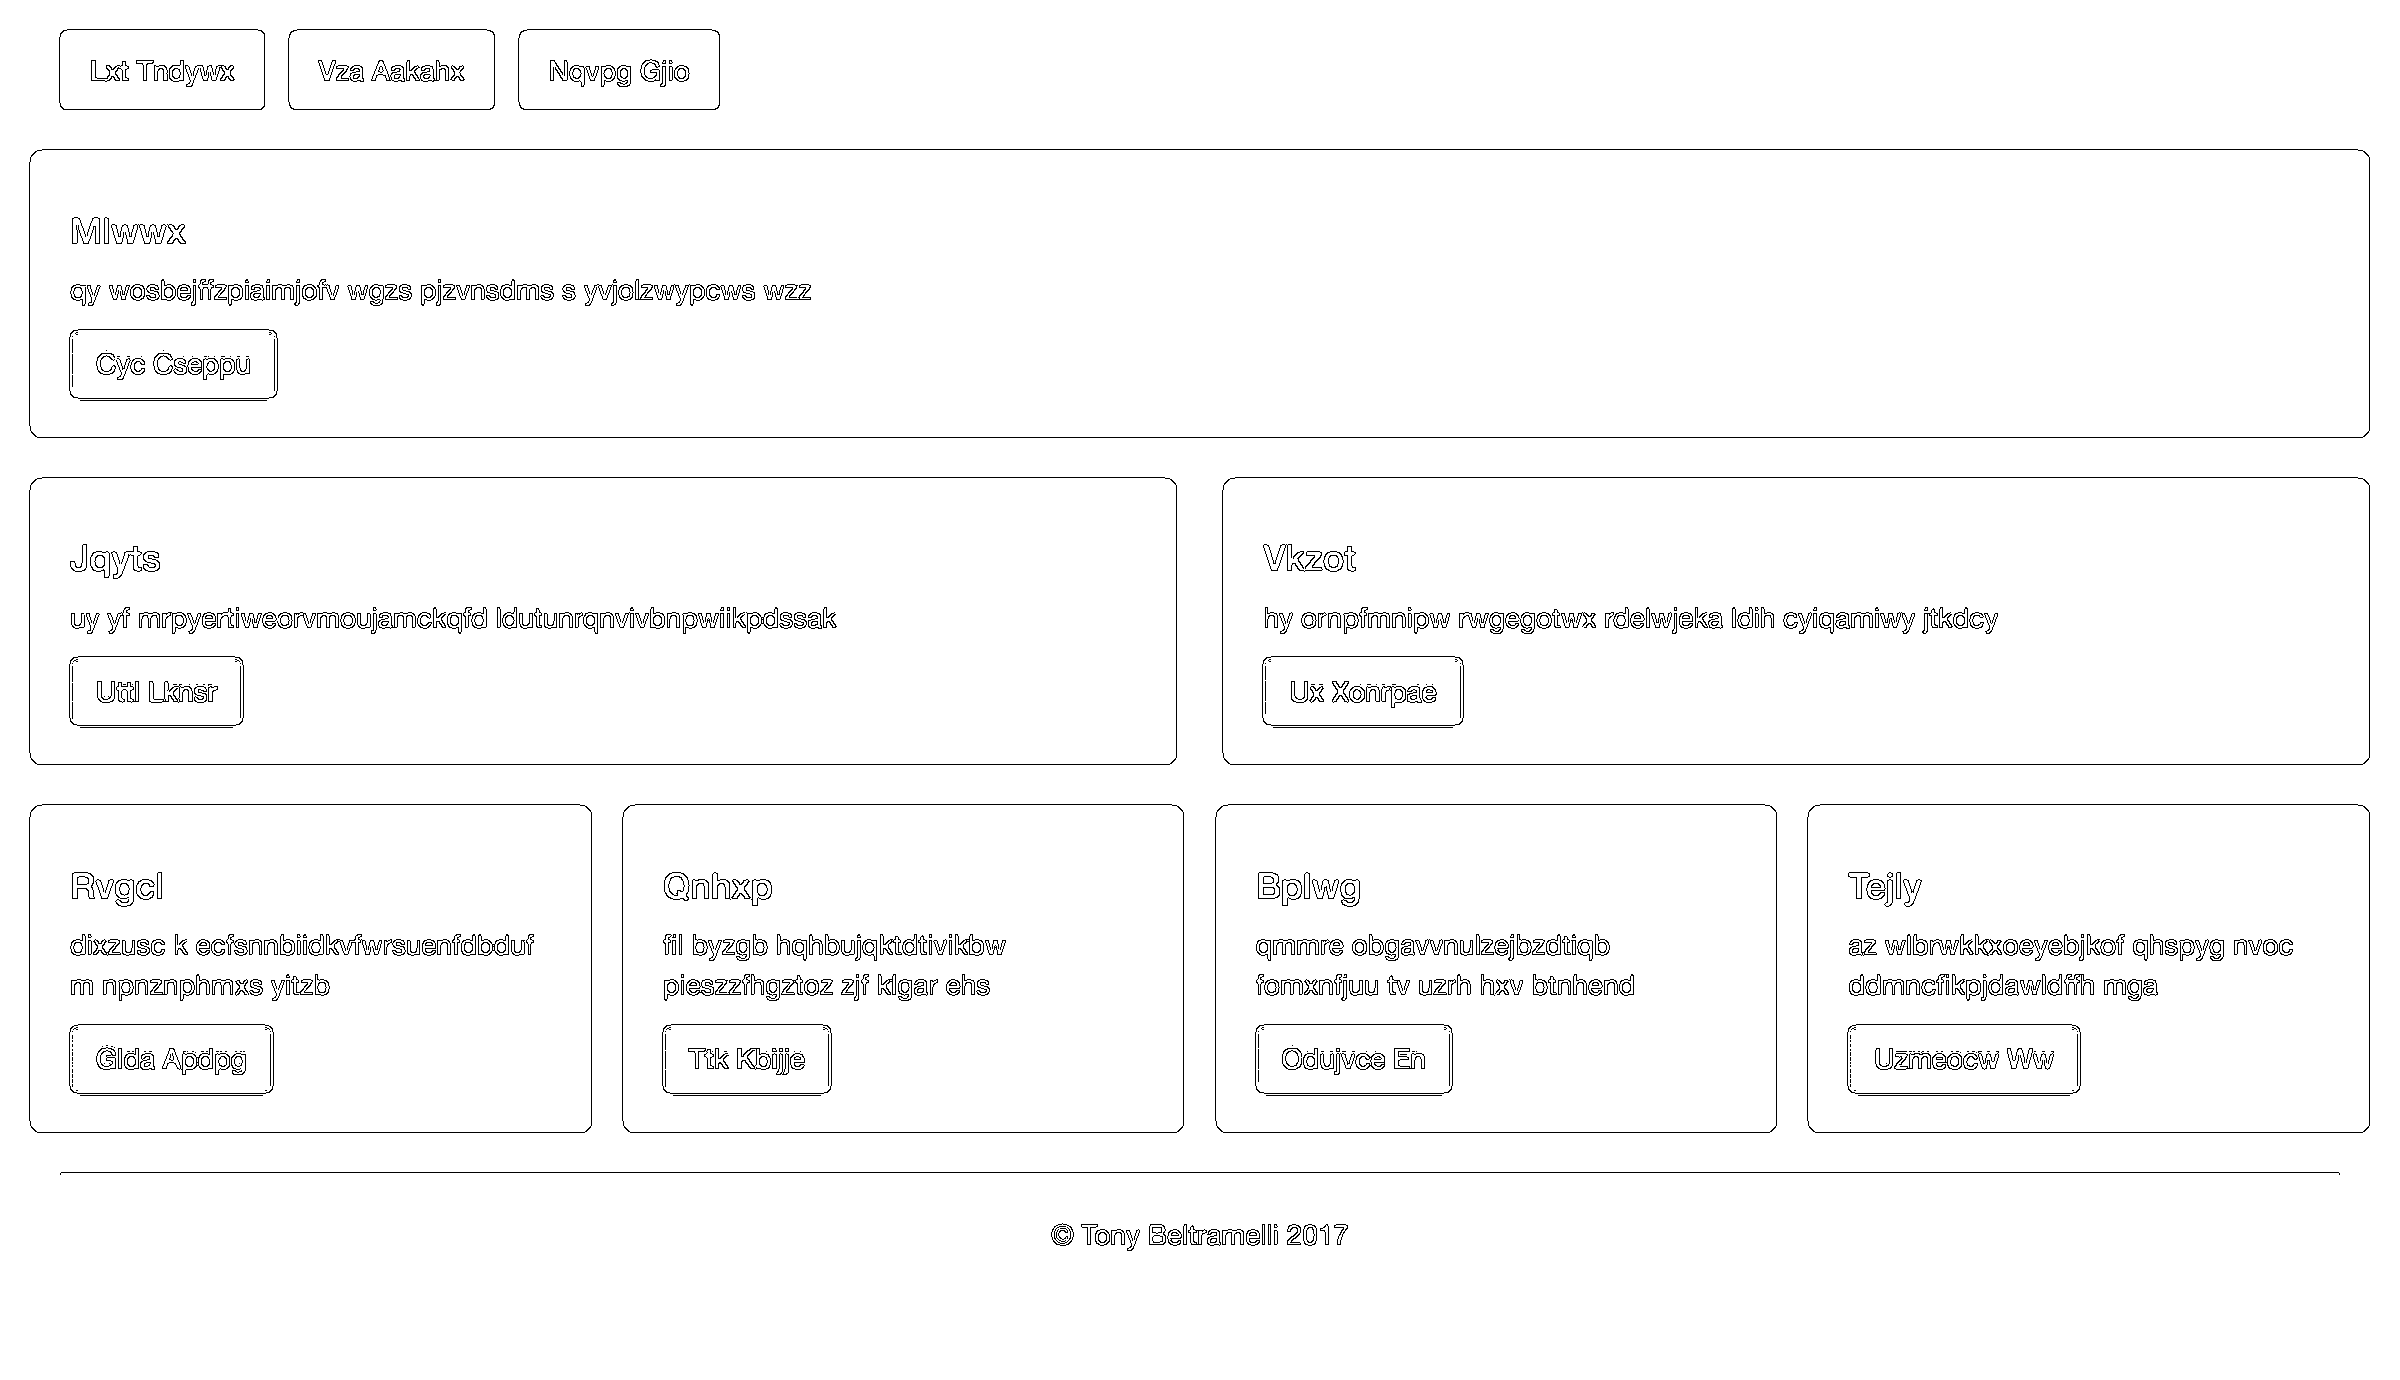 Lxt Tndywx
Vza Aakahx
Nqvpg Gjio
Mlwwx
qy wosbejffzpiaimjofv wgzs pjzvnsdms s yvjolzwypcws wzz
Cyc Cseppu
Jqyts
uy yf mrpyertiweorvmoujamckqfd ldutunrqnvivbnpwiikpdssak
Uttl Lknsr
Vkzot
hy ornpfmnipw rwgegotwx rdelwjeka ldih cyiqamiwy jtkdcy
Ux Xonrpae
Rvgcl
dixzusc k ecfsnnbiidkvfwrsuenfdbduf
m npnznphmxs yitzb
Glda Apdpg
Qnhxp
fil byzgb hqhbujqktdtivikbw
pieszzfhgztoz zjf klgar ehs
Ttk Kbijje
Bplwg
qmmre obgavvnulzejbzdtiqb
fomxnfjuu tv uzrh hxv btnhend
Odujvce En
Tejly
az wlbrwkkxoeyebjkof qhspyg nvoc
ddmncfikpjdawldffh mga
Uzmeocw Ww
© Tony Beltramelli 2017